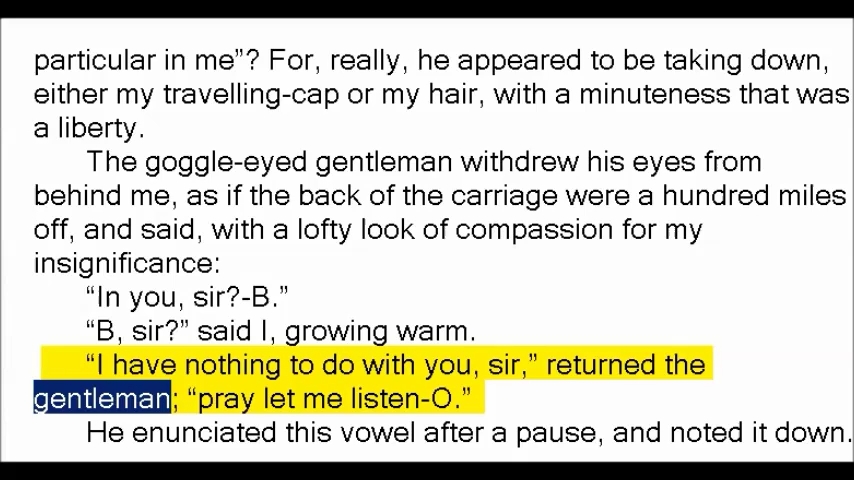 particular in me”? For, really, he appeared to be taking down,
either my travelling-cap or my hair, with a minuteness that was
a liberty.
The goggle-eyed gentleman withdrew his eyes from
behind me, as if the back of the carriage were a hundred miles
off, and said, with a lofty look of compassion for my
insignificance:
“In you, sir?-B.”
“B, sir?” said I, growing warm.
“I have nothing to do with you, sir,” returned the
gentleman; “pray let me listen-O.”
He enunciated this vowel after a pause, and noted it down.